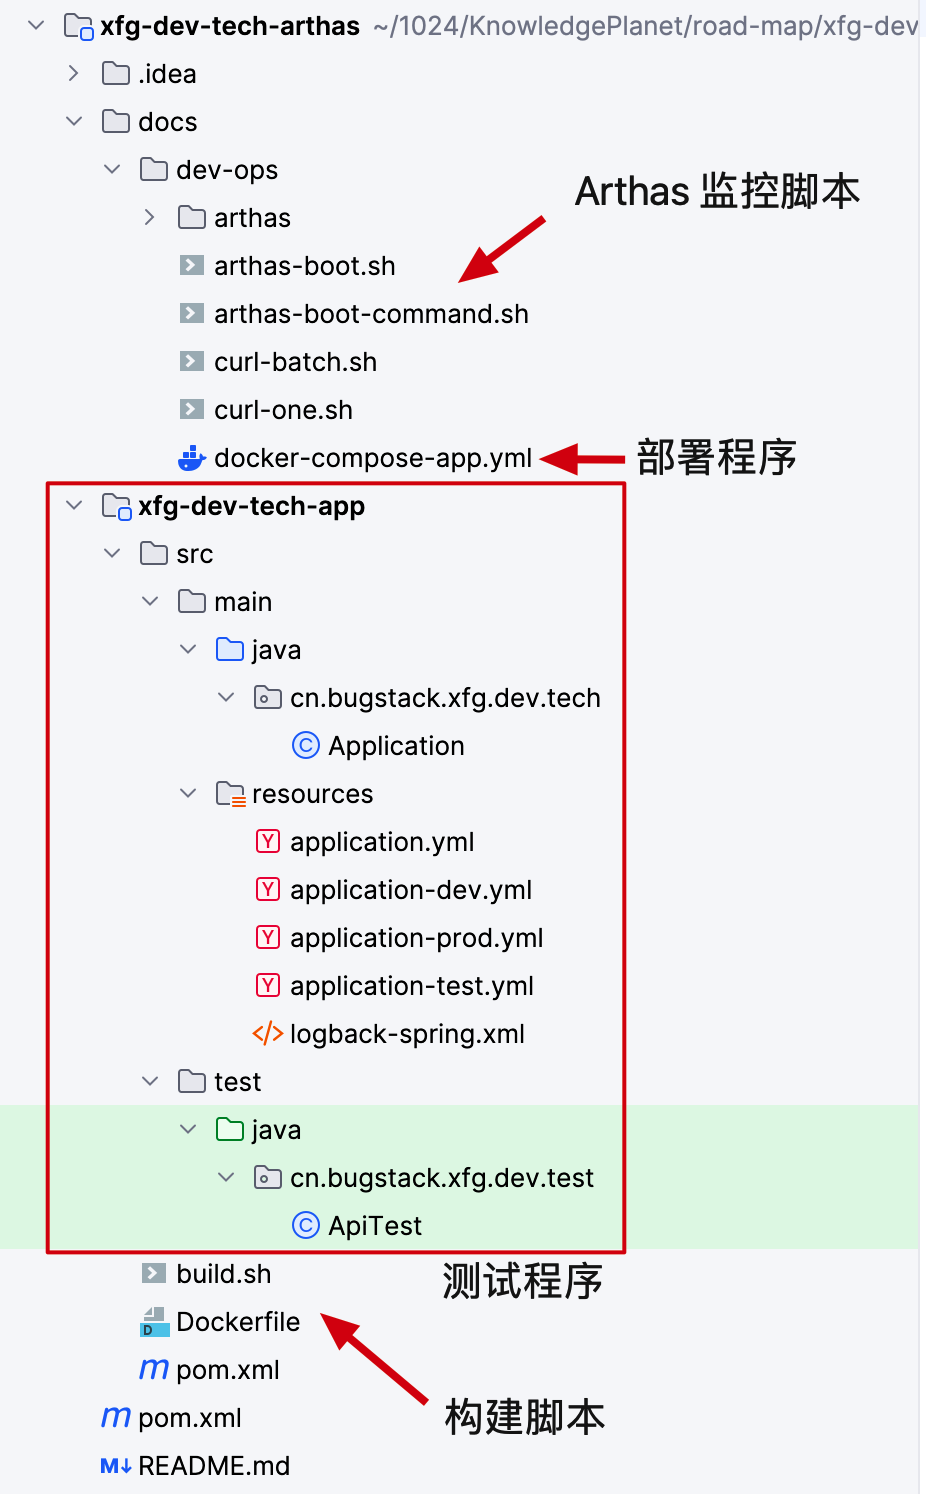 xfg-dev-tech-arthas ~/1024/KnowledgePlanet/road-map/xfg-dev
.idea
docs
dev-ops
Arthas 监控脚本
arthas
arthas-boot.sh
arthas-boot-command.sh
curl-batch.sh
curl-one.sh
docker-compose-app.yml 部署程序
xfg-dev-tech-app
src
main
java
cn.bugstack.xfg.dev.tech
Application
resources
application.yml
application-dev.yml
application-prod.yml
application-test.yml
logback-spring.xml
test
java
cn.bugstack.xfg.dev.test
ApiTest
build.sh 测试程序
Dockerfile
pom.xml
pom.xml 构建脚本
README.md